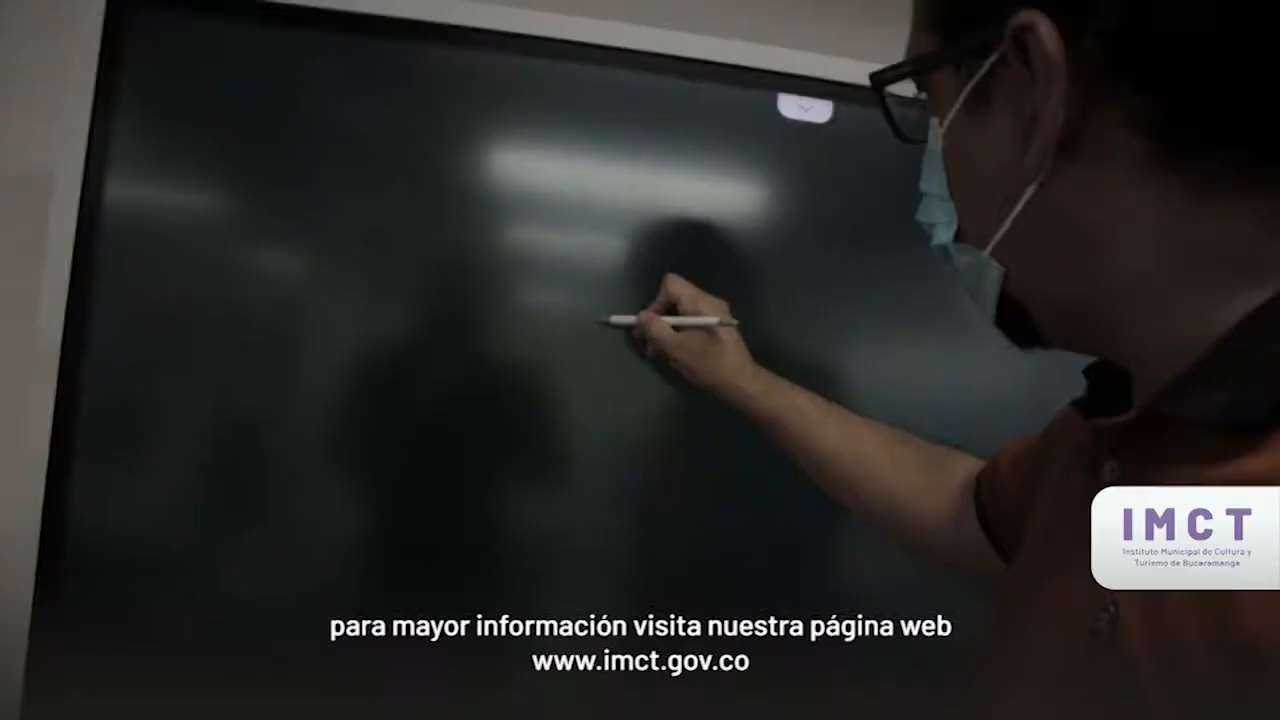 IMCT
Instituto Municipal de Cultura y
Turismo de Bucaramanga
para mayor información visita nuestra página web
www.imct.gov.co